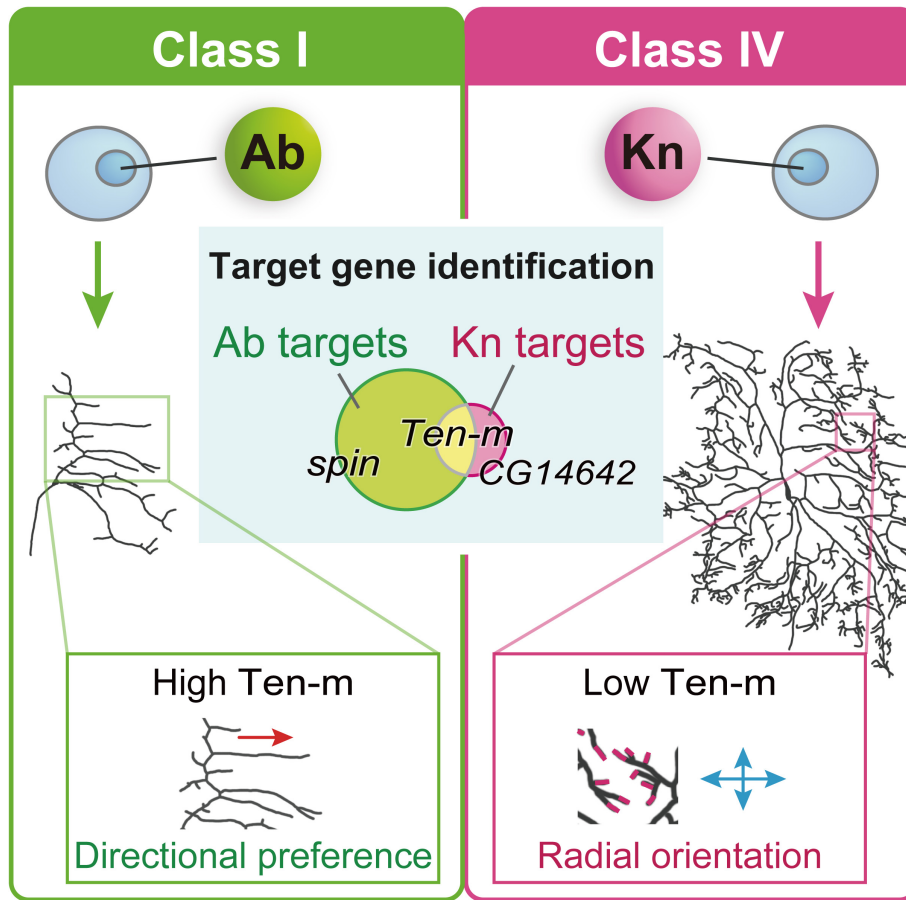 Class I
Class IV
Ab
Kn
Target gene identification
Ab targets
Kn targets
Ten-m
spin
CG14642
High Ten-m
Directional preference
Low Ten-m
Radial orientation